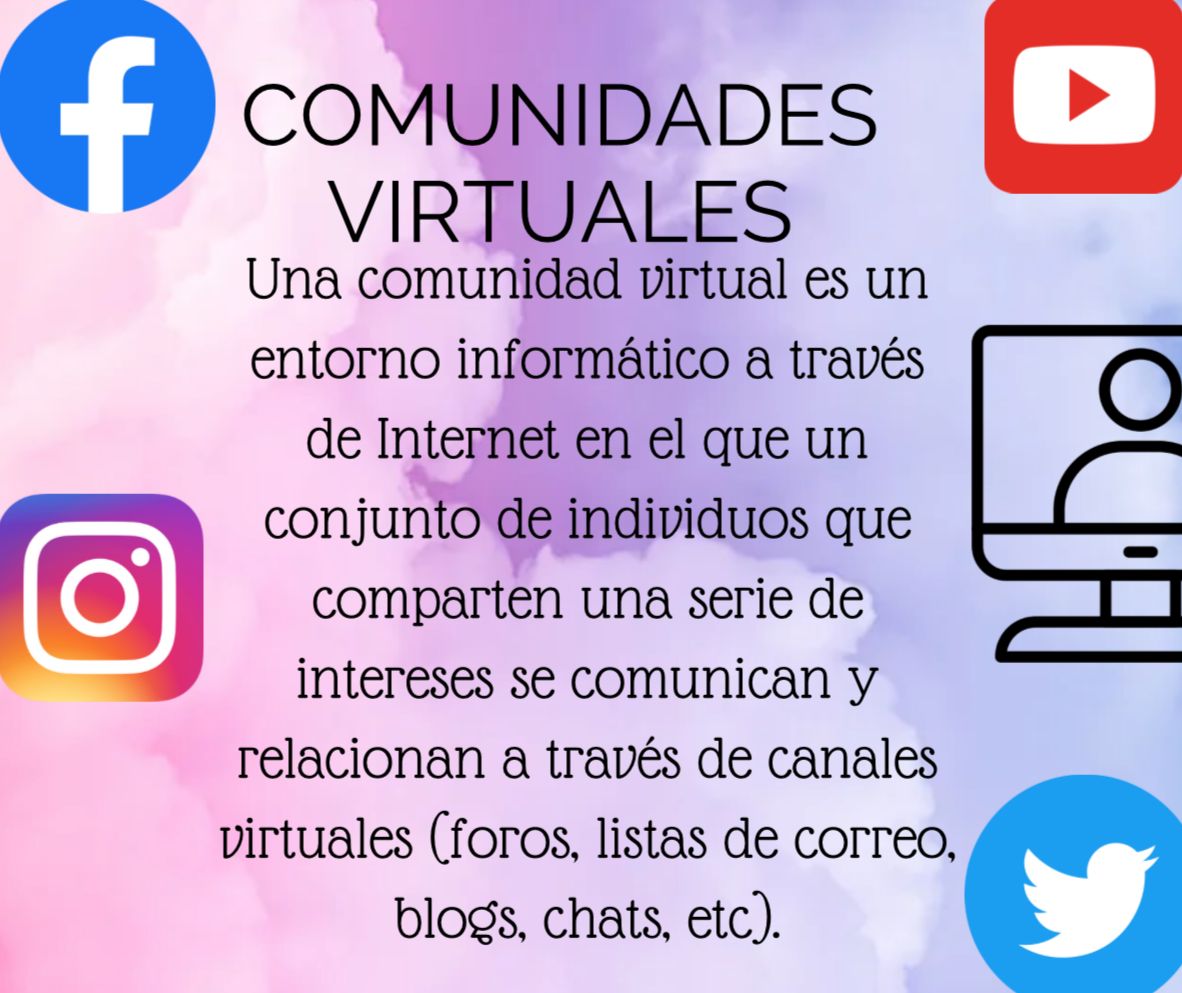 COMUNIDADES
VIRTUALES
Una comunidad virtual es un
entorno informático a través
de Internet en el que un
conjunto de individuos que
comparten una serie de
intereses se comunican y
relacionan a través de canales
virtuales (foros, listas de correo,
blogs, chats, etc).